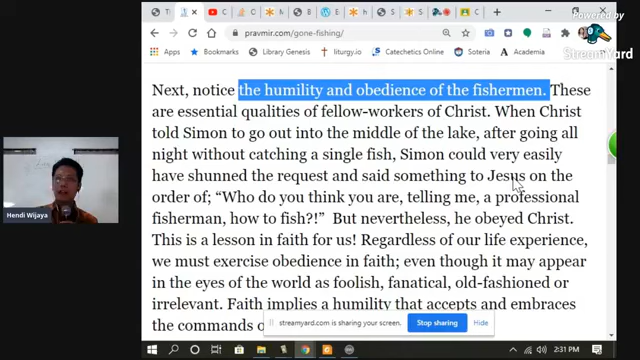 Powered by
StreamYard
pravmir.com/gone-fishing/
Bookmarks
YouTube
Library Genesis
liturgy.io
Catechetics Online
Soteria
Academia
Next, notice the humility and obedience of the fishermen. These
are essential qualities of fellow-workers of Christ. When Christ
told Simon to go out into the middle of the lake, after going all
night without catching a single fish, Simon could very easily
have shunned the request and said something to Jesus on the
order of; “Who do you think you are, telling me, a professional
fisherman, how to fish?!” But nevertheless, he obeyed Christ.
This is a lesson in faith for us! Regardless of our life experience,
we must exercise obedience in faith; even though it may appear
in the eyes of the world as foolish, fanatical, old-fashioned or
irrelevant. Faith implies a humility that accepts and embraces
the commands o
Hendi Wijaya
streamyard.com is sharing your screen.
Stop sharing
Hide
2:31 PM